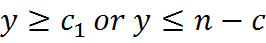 y ≥ c₁ or y ≤ n − c